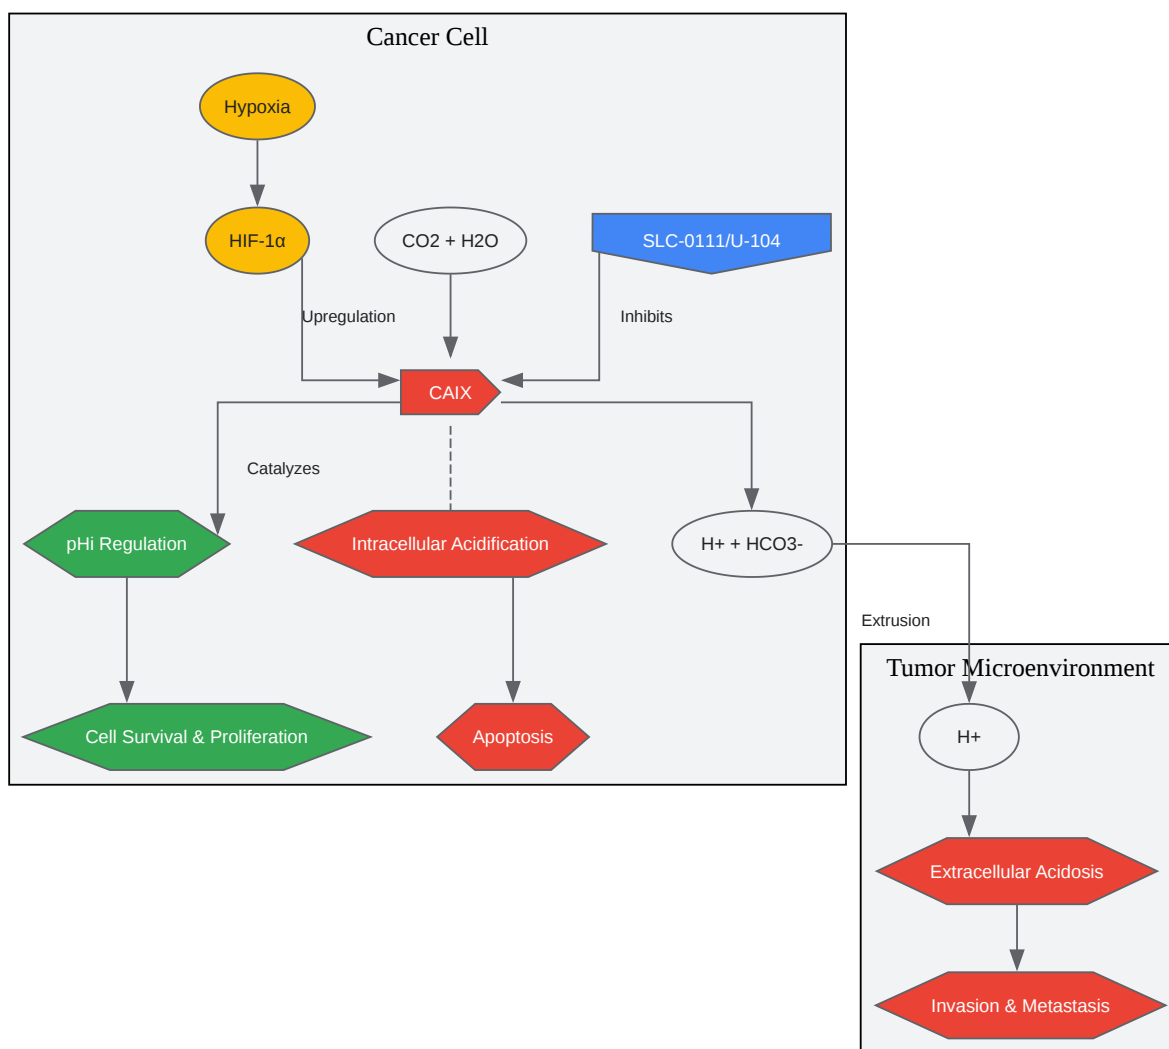 Cancer Cell
Hypoxia
HIF-1α
CO2 + H2O
SLC-0111/U-104
Upregulation
Inhibits
CAIX
Catalyzes
pHi Regulation
Intracellular Acidification
H+ + HCO3-
Extrusion
Tumor Microenvironment
Cell Survival & Proliferation
Apoptosis
H+
Extracellular Acidosis
Invasion & Metastasis